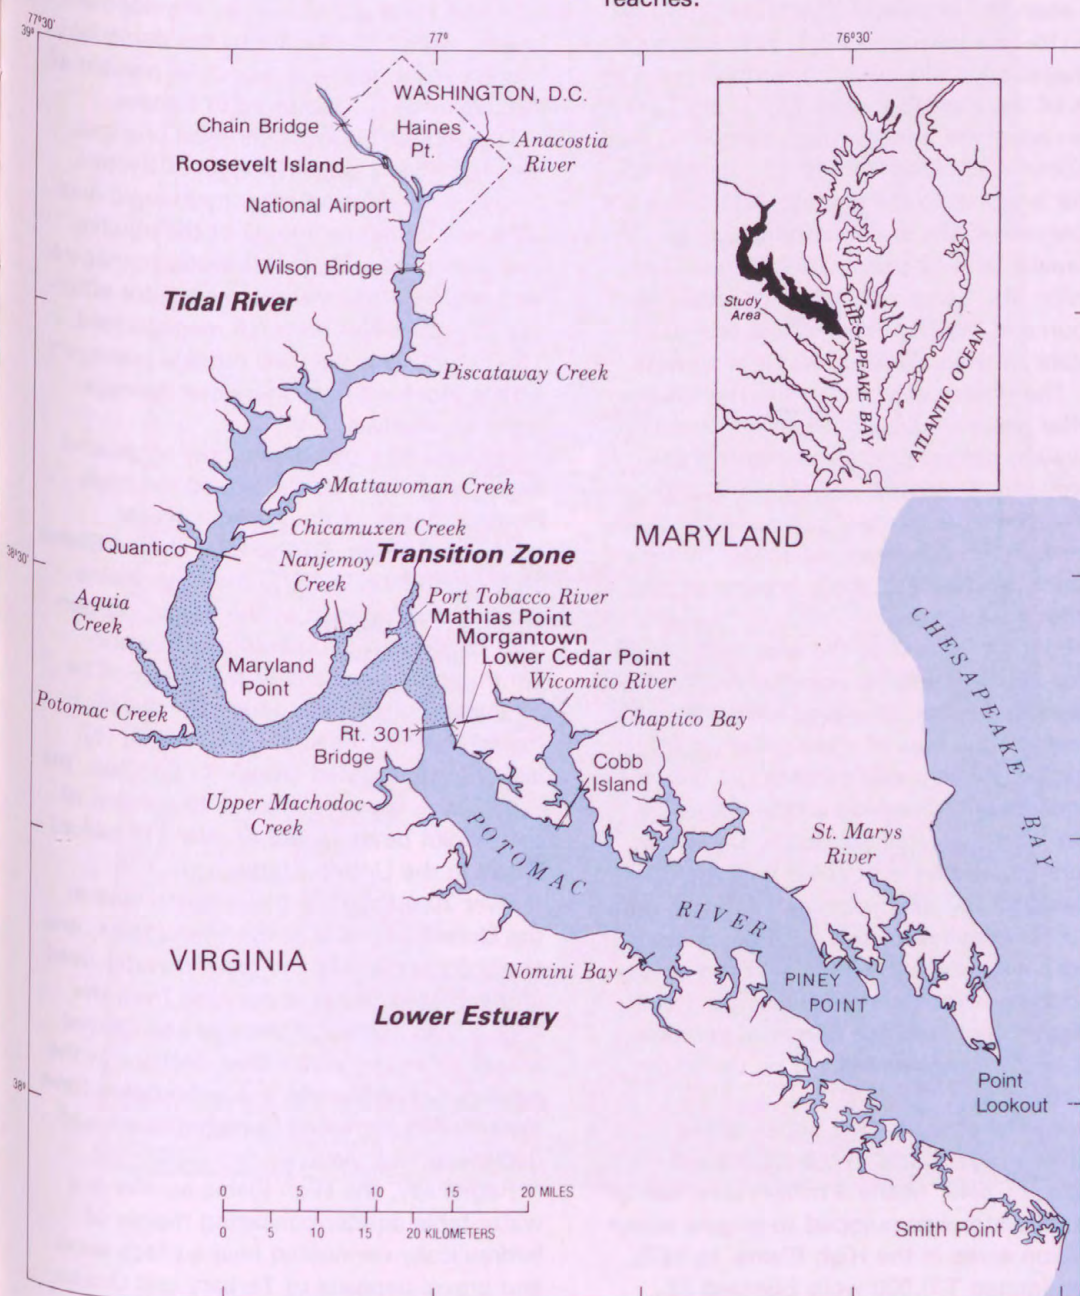 reaches.
77°30'
39°
77°
76°30'
WASHINGTON, D.C.
Chain Bridge
Haines
Pt.
Anacostia
River
Roosevelt Island
National Airport
Wilson Bridge
Tidal River
Piscataway Creek
Study
Area
CHESAPEAKE BAY
ATLANTIC OCEAN
Mattawoman Creek
Chicamuxen Creek
MARYLAND
Quantico
38°30'
Transition Zone
Nanjemoy
Creek
Port Tobacco River
Aquia
Creek
Mathias Point
Morgantown
Lower Cedar Point
Wicomico River
Maryland
Point
Potomac Creek
Chaptico Bay
Rt. 301
Bridge
Cobb
Island
Upper Machodoc
Creek
CHESAPEAKE
BAY
POTOMAC
RIVER
St. Marys
River
VIRGINIA
Nomini Bay
PINEY
POINT
Lower Estuary
38°
Point
Lookout
0 5 10 15 20 MILES
0 5 10 15 20 KILOMETERS
Smith Point